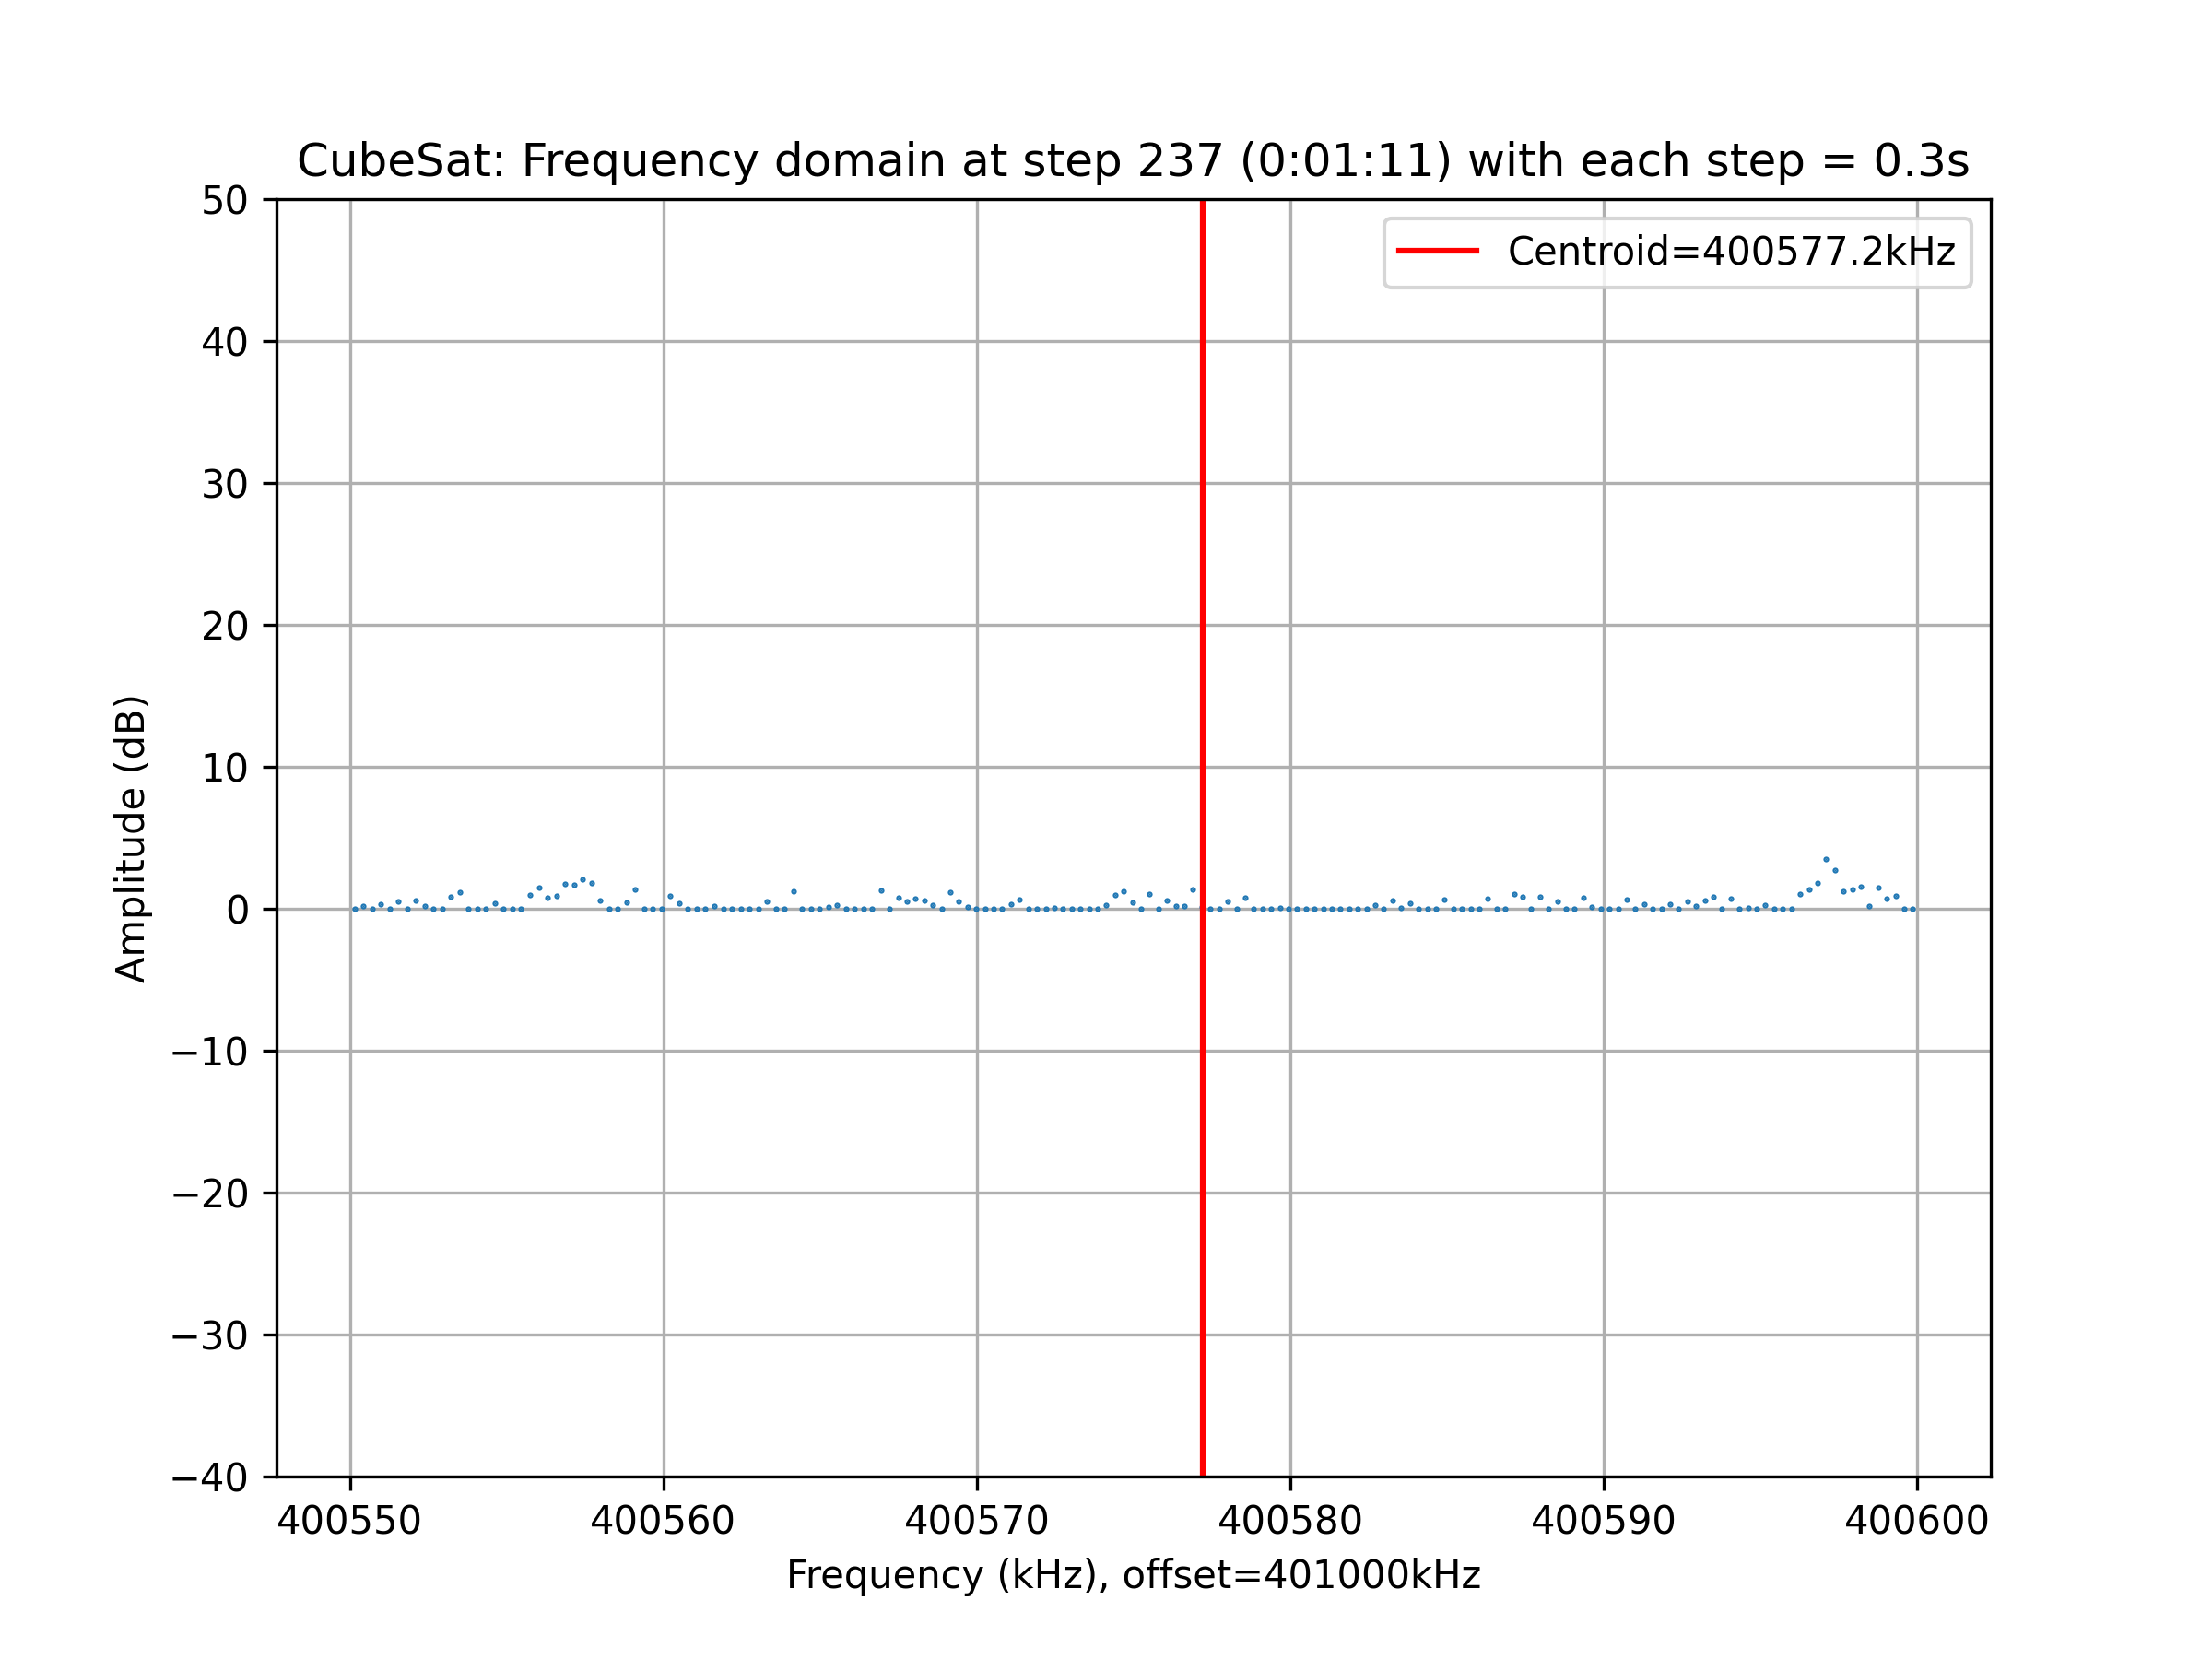 CubeSat: Frequency domain at step 237 (0:01:11) with each step = 0.3s
Centroid=400577.2kHz
50
40
30
20
10
0
−10
−20
−30
−40
Amplitude (dB)
400550 400560 400570 400580 400590 400600
Frequency (kHz), offset=401000kHz